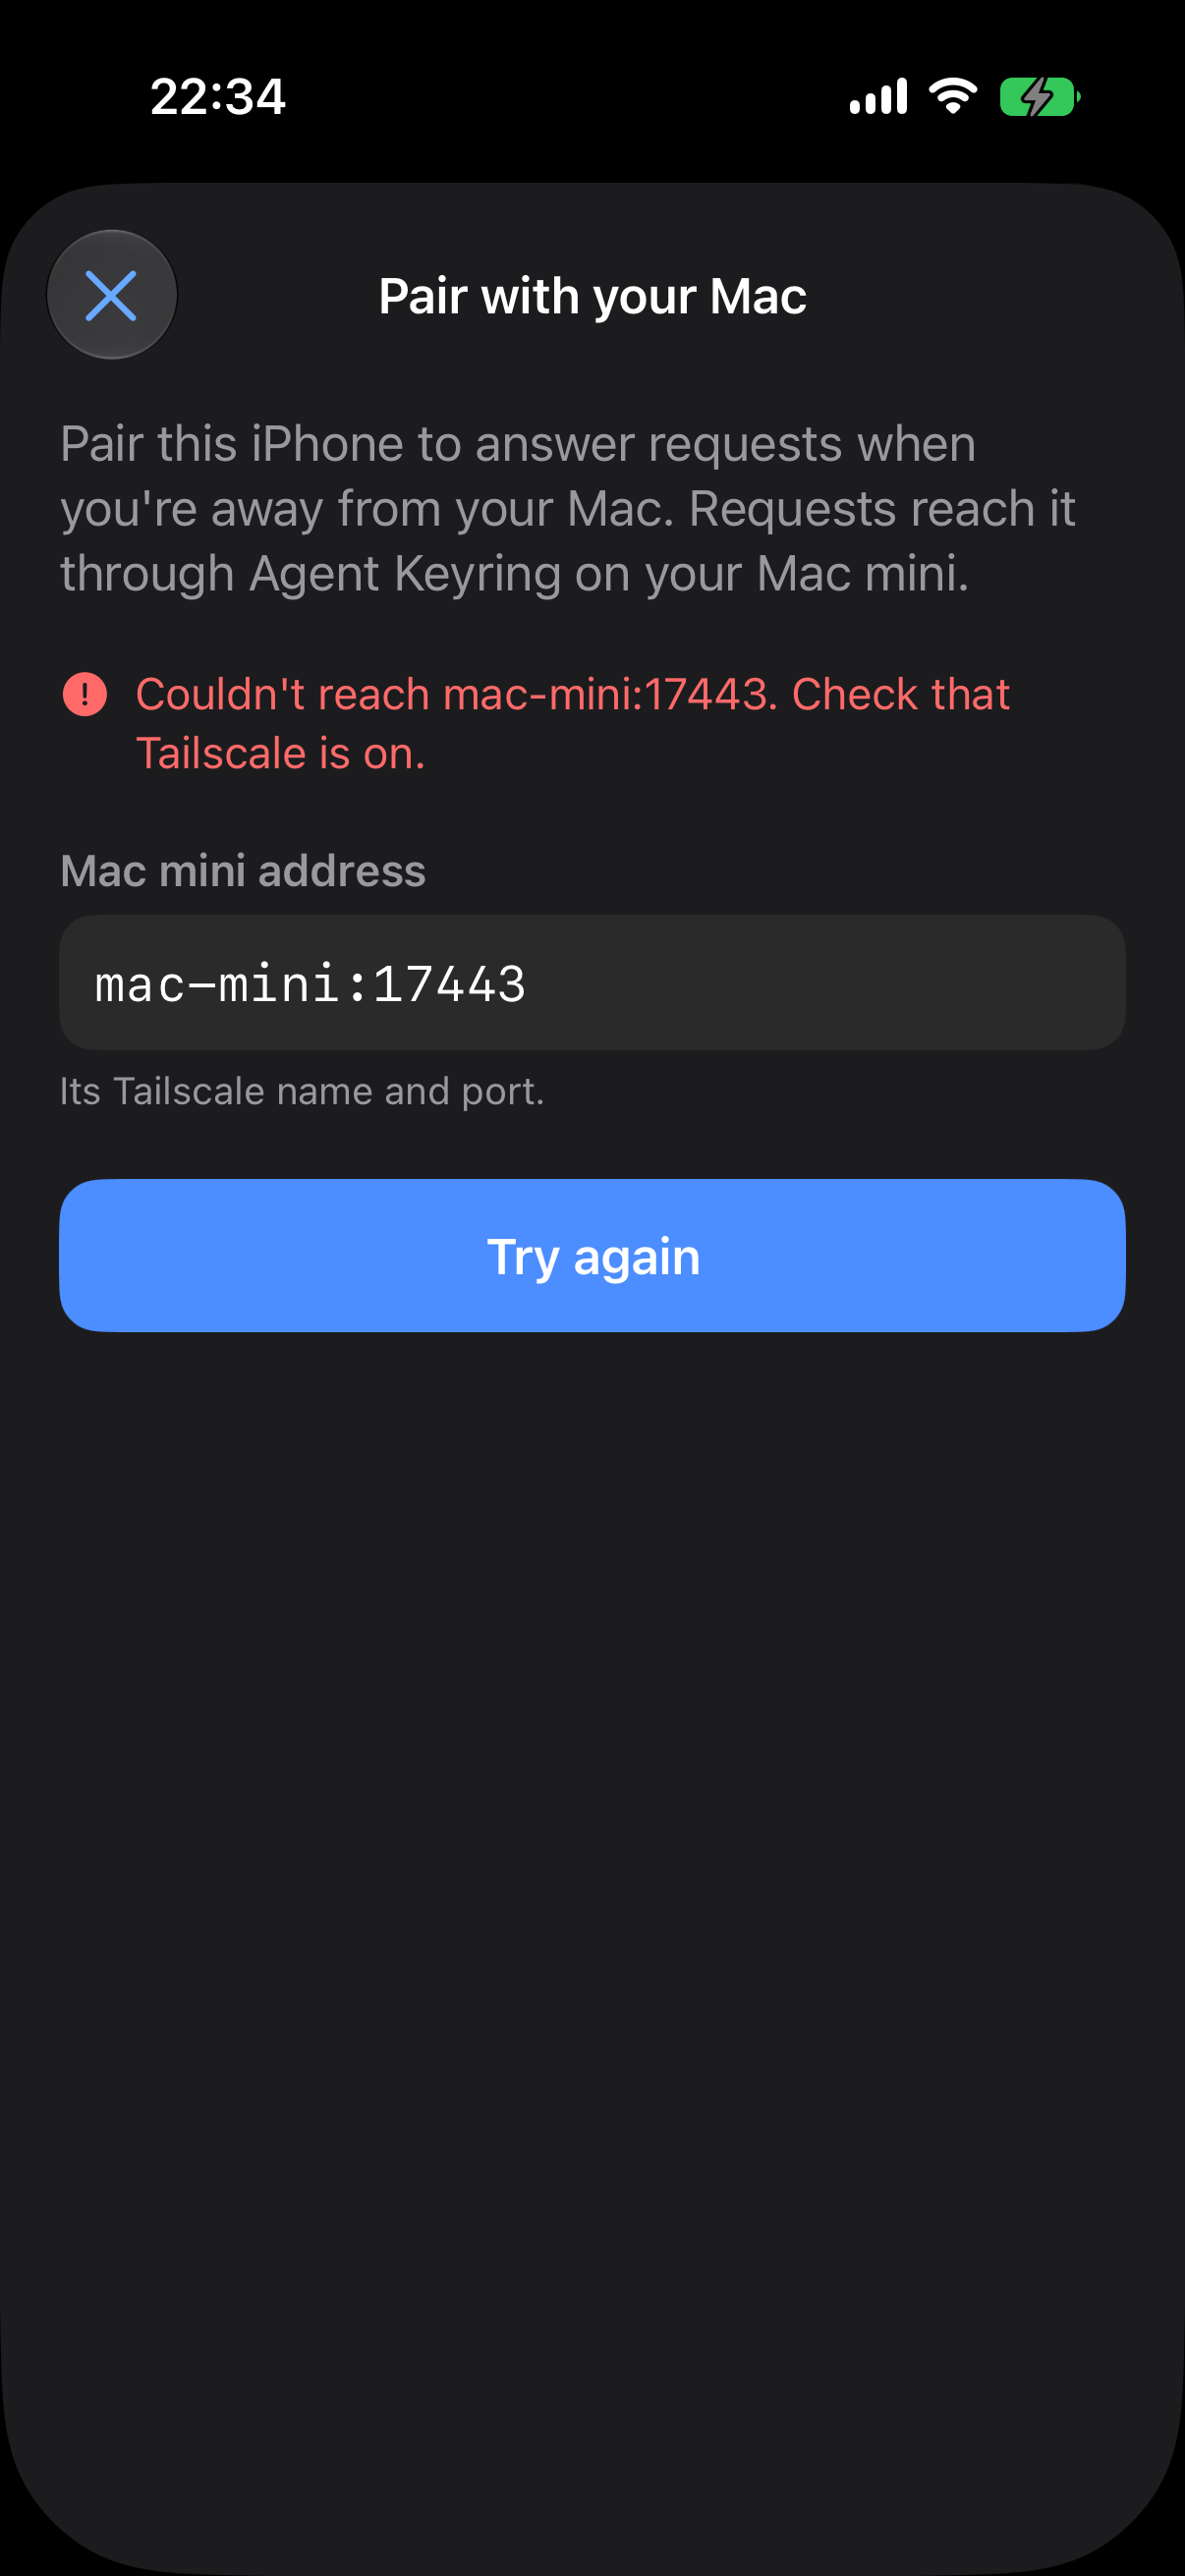 22:34
Pair with your Mac
Pair this iPhone to answer requests when
you're away from your Mac. Requests reach it
through Agent Keyring on your Mac mini.
Couldn't reach mac-mini:17443. Check that
Tailscale is on.
Mac mini address
mac-mini:17443
Its Tailscale name and port.
Try again